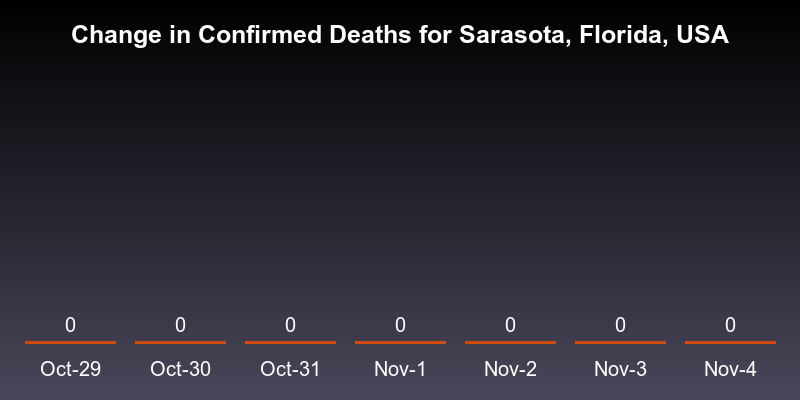 Change in Confirmed Deaths for Sarasota, Florida, USA
0 0 0 0 0 0 0
Oct-29 Oct-30 Oct-31 Nov-1 Nov-2 Nov-3 Nov-4